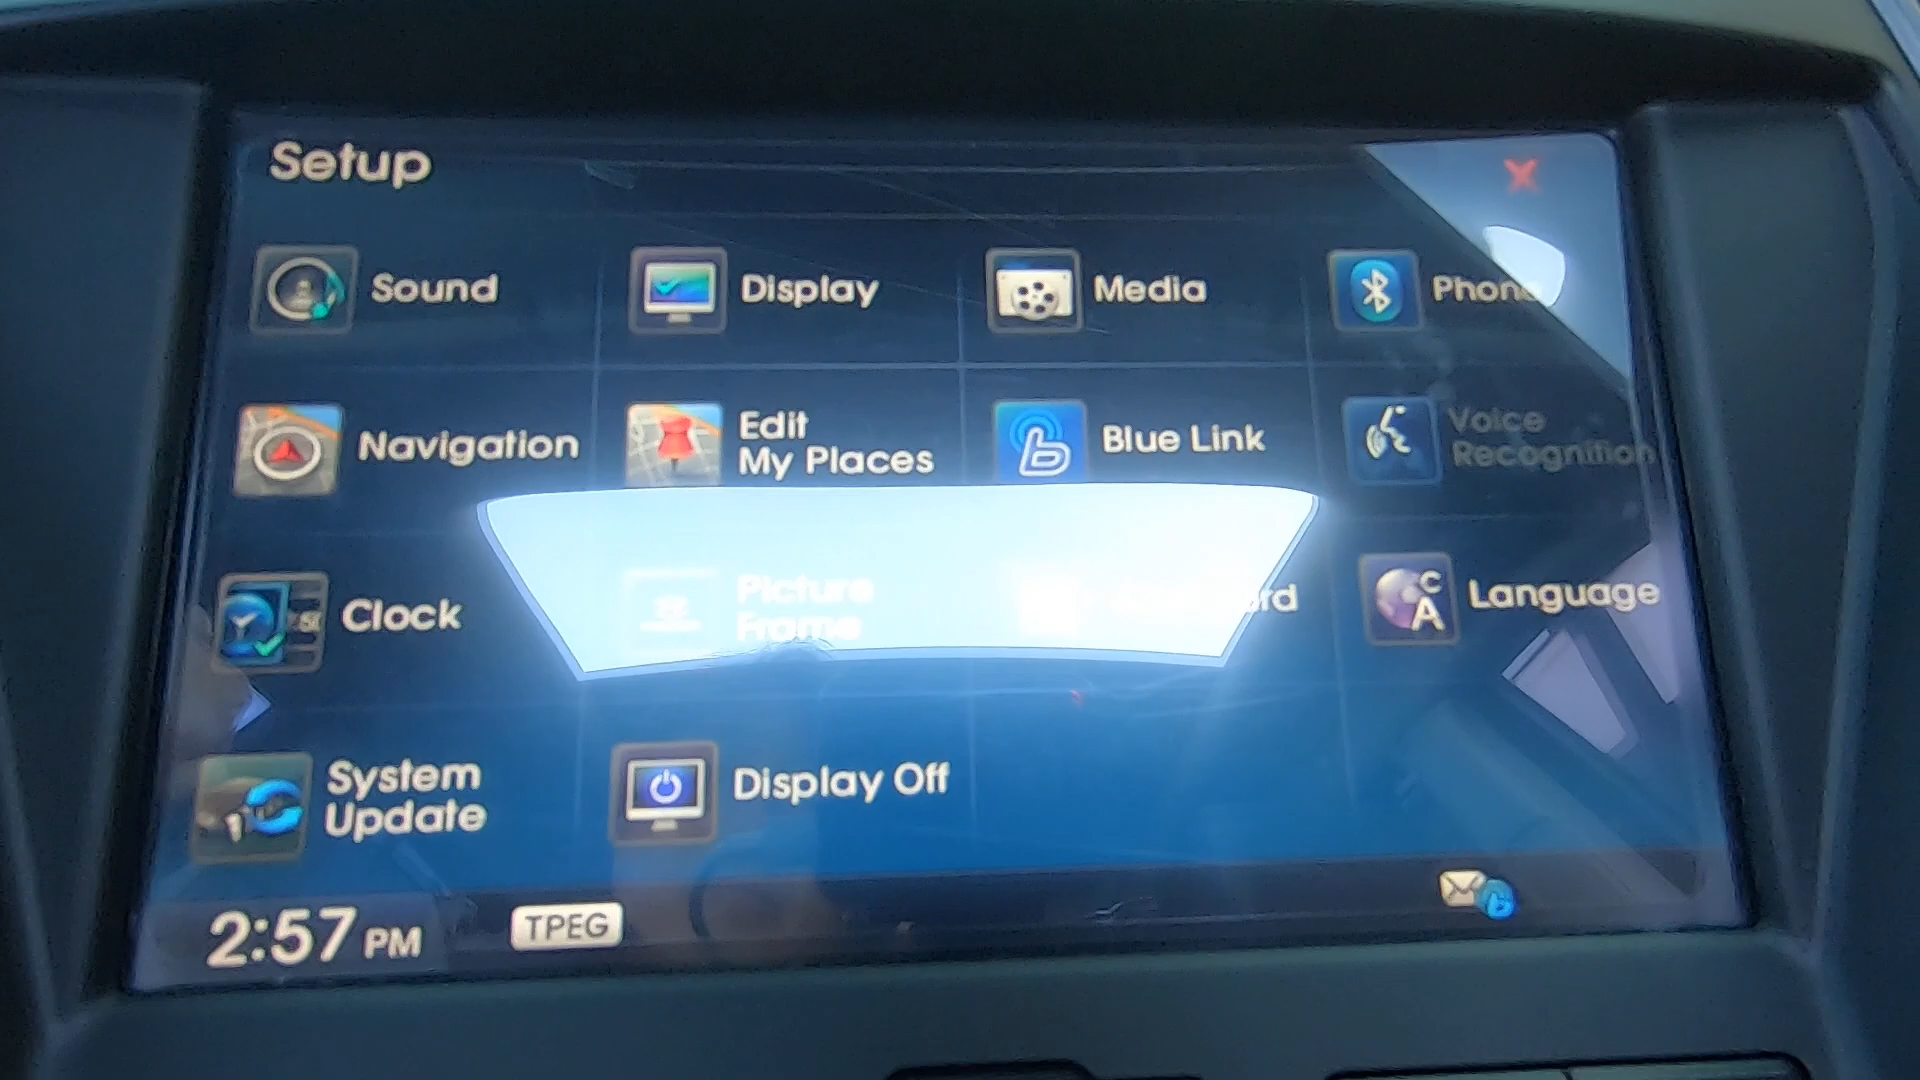 Setup
Sound
Display
Media
Phone
Navigation
Edit
My Places
Blue Link
Voice
Recognition
Clock
Picture
Frame
Language
System
Update
Display Off
2:57 PM
TPEG